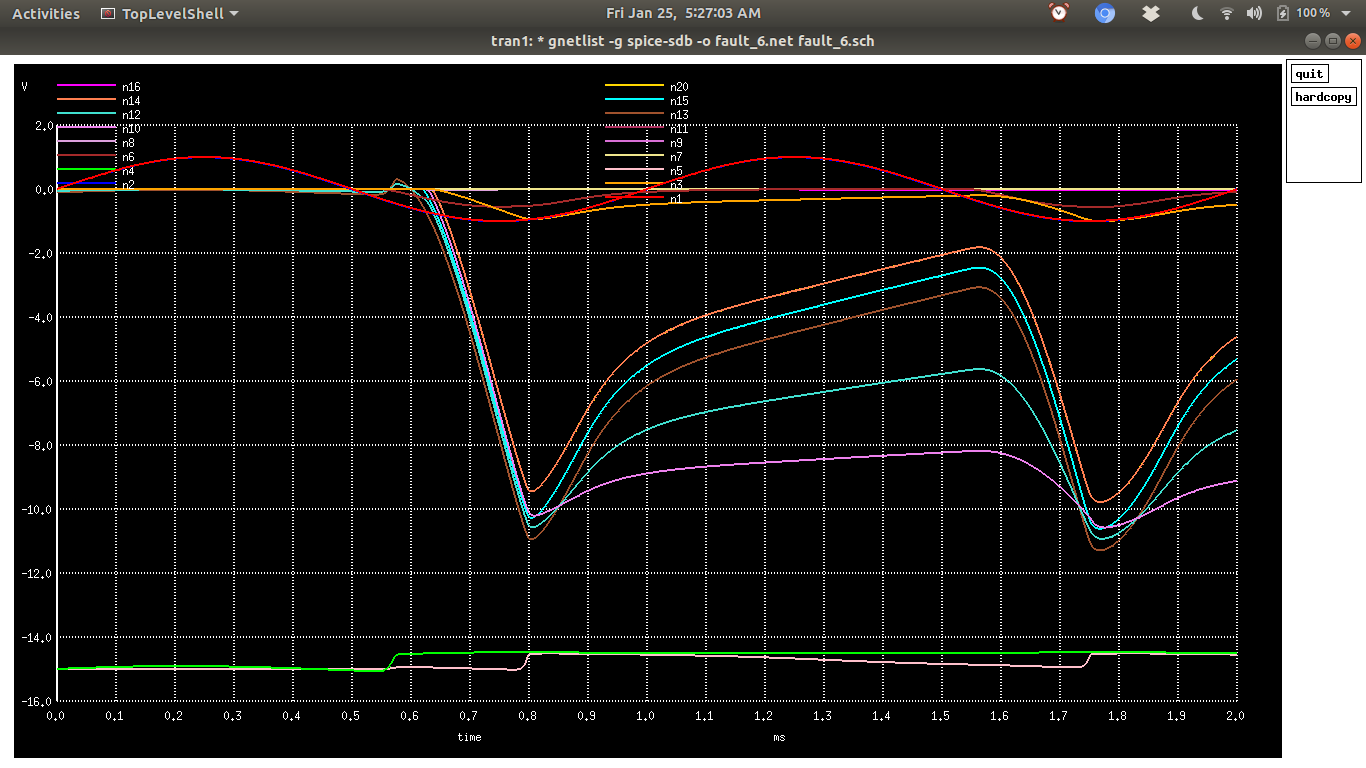 Activities TopLevelShell Fri Jan 25, 5:27:03 AM 100%
tran1: * gnetlist -g spice-sdb -o fault_6.net fault_6.sch
quit
hardcopy
V
n16 n20
n14 n15
n12 n13
n10 n11
n8 n9
n6 n7
n4 n5
n2 n3
n1
2.0
0.0
-2.0
-4.0
-6.0
-8.0
-10.0
-12.0
-14.0
-16.0
0.0 0.1 0.2 0.3 0.4 0.5 0.6 0.7 0.8 0.9 1.0 1.1 1.2 1.3 1.4 1.5 1.6 1.7 1.8 1.9 2.0
time ms